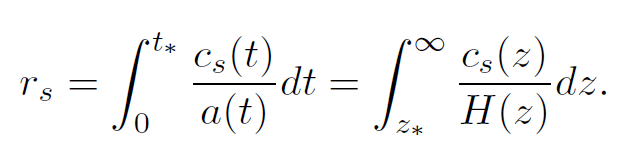 r_s = \int_0^{t_*} \frac{c_s(t)}{a(t)} dt = \int_{z_*}^{\infty} \frac{c_s(z)}{H(z)} dz.